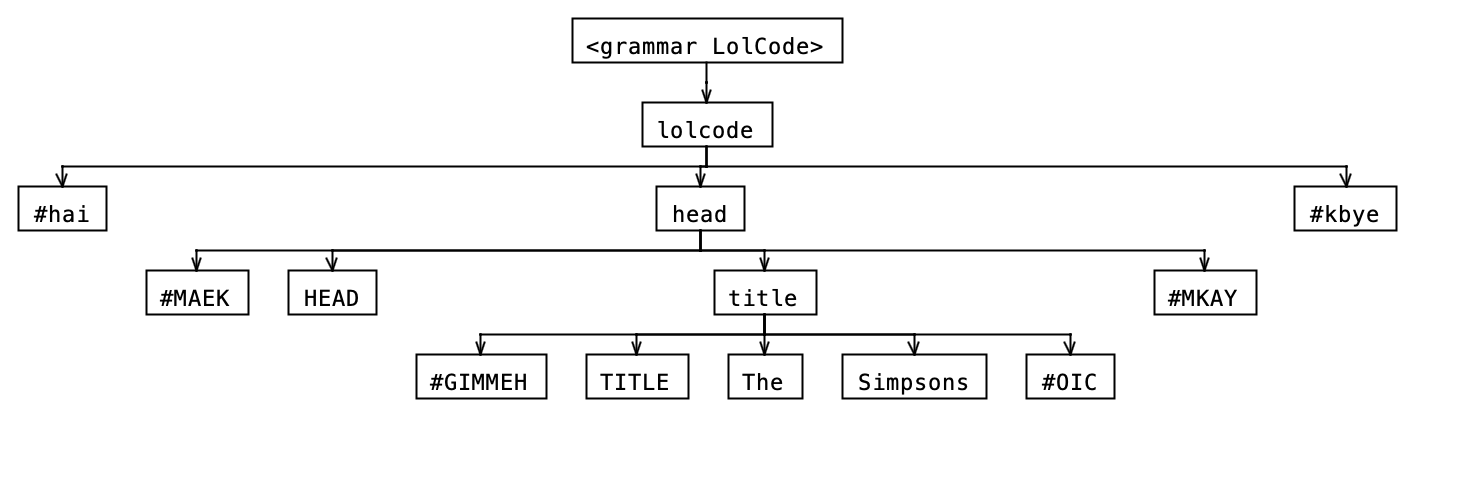 <grammar LolCode>
lolcode
#hai head #kbye
#MAEK HEAD title #MKAY
#GIMMEH TITLE The Simpsons #OIC